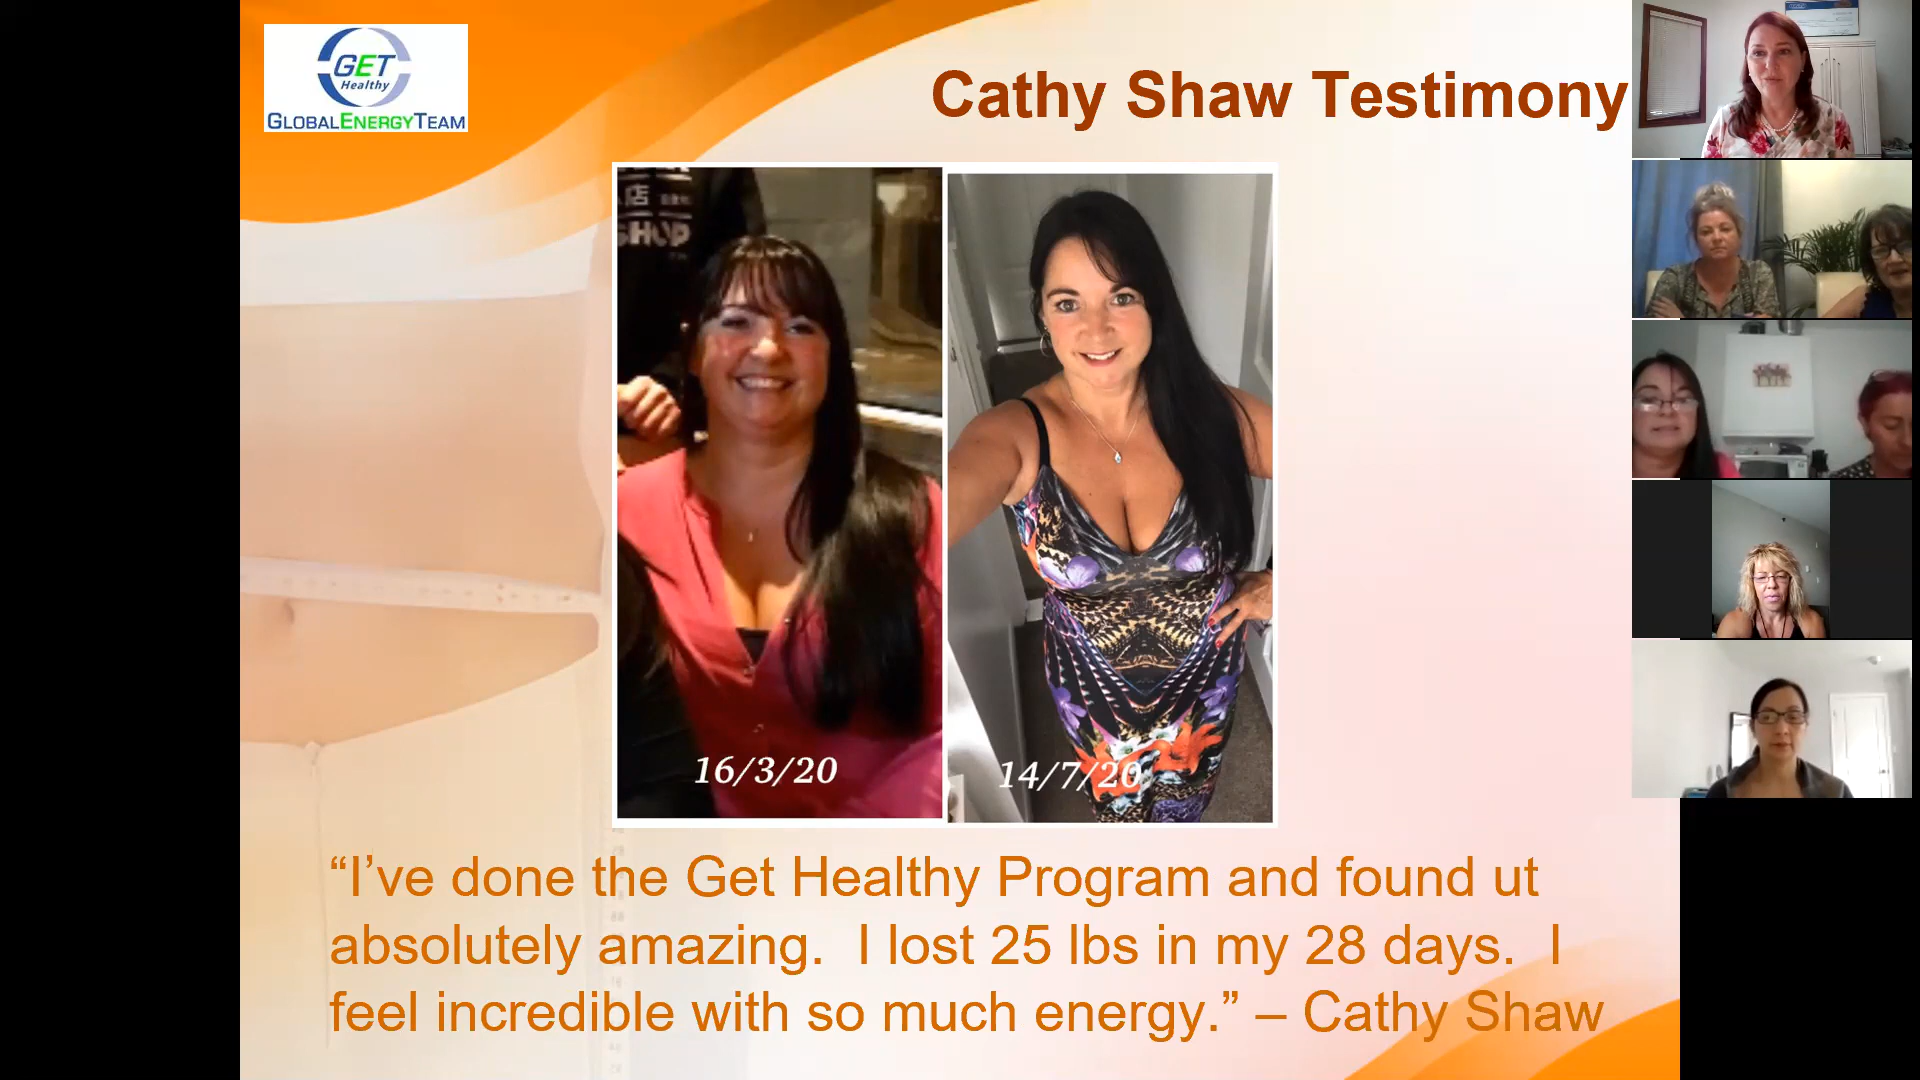 GET
Healthy
GLOBALENERGYTEAM
Cathy Shaw Testimony
店
SHOP
16/3/20
14/7/20
“I’ve done the Get Healthy Program and found ut
absolutely amazing.  I lost 25 lbs in my 28 days.  I
feel incredible with so much energy.” – Cathy Shaw